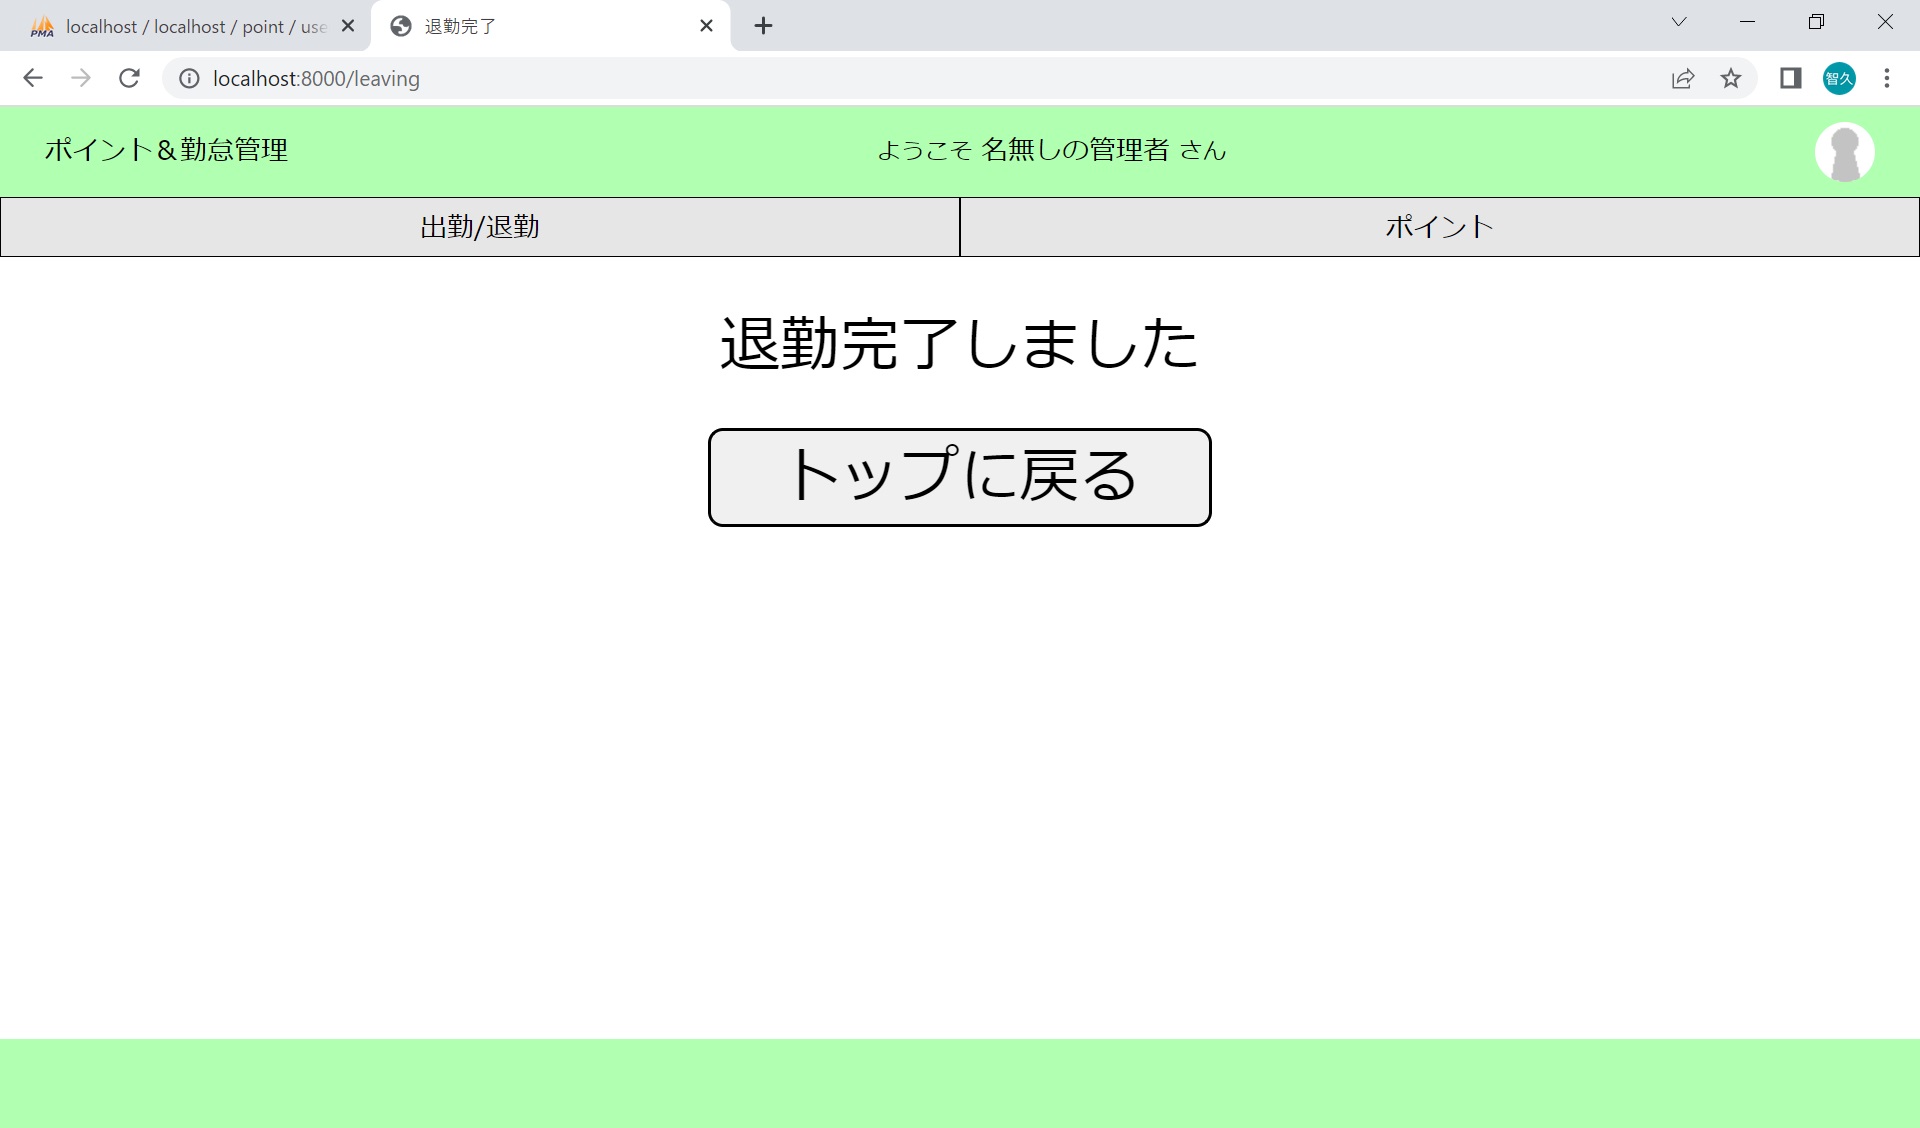 PMA localhost / localhost / point / use
退勤完了
localhost:8000/leaving
智久
ポイント＆勤怠管理
ようこそ 名無しの管理者 さん
出勤/退勤
ポイント
退勤完了しました
トップに戻る